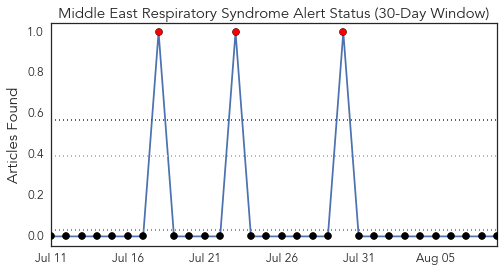 Middle East Respiratory Syndrome Alert Status (30-Day Window)
Articles Found
1.0
0.8
0.6
0.4
0.2
0.0
Jul 11 Jul 16 Jul 21 Jul 26 Jul 31 Aug 05